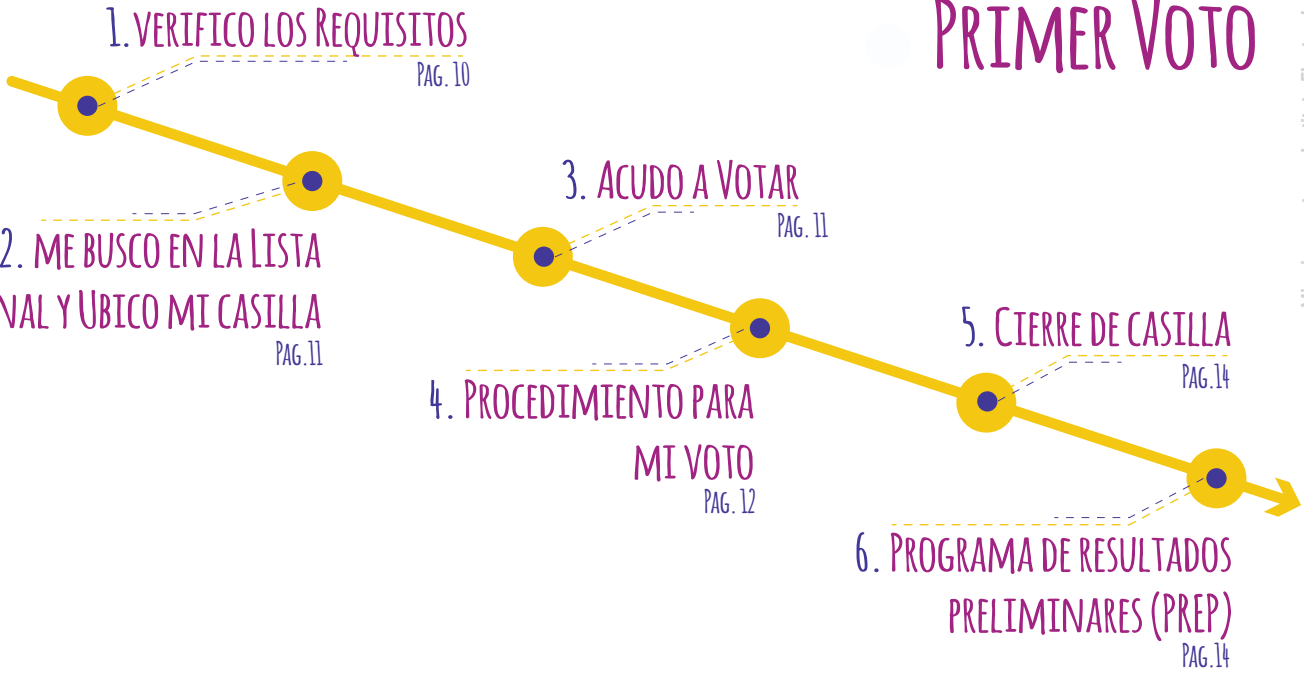 Primer Voto
1. verifico los Requisitos
Pag. 10
2. me busco en la Lista
nal y Ubico mi casilla
Pag.11
3. Acudo a Votar
Pag. 11
4. Procedimiento para
mi voto
Pag. 12
5. Cierre de casilla
Pag.14
6. Programa de resultados
preliminares (PREP)
Pag.14